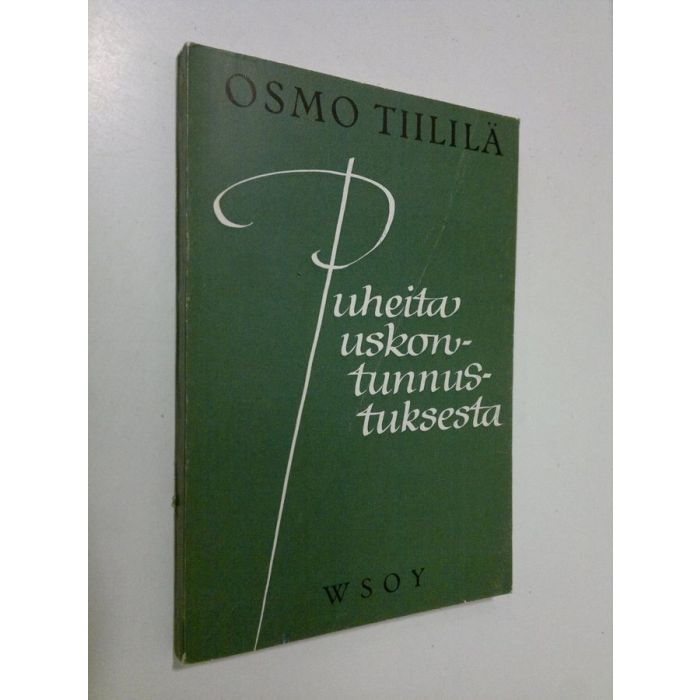 OSMO TIILILÄ
Puheita
uskon-
tunnus-
tuksesta
WSOY